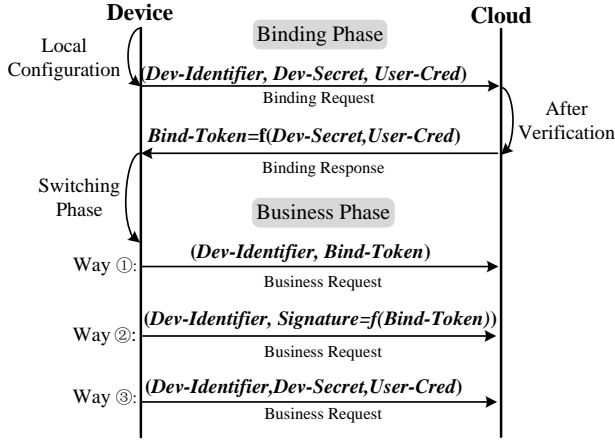 Device
Cloud
Binding Phase
Local
Configuration
(Dev-Identifier, Dev-Secret, User-Cred)
Binding Request
After
Verification
Bind-Token=f(Dev-Secret,User-Cred)
Binding Response
Switching
Phase
Business Phase
(Dev-Identifier, Bind-Token)
Way ①:
Business Request
(Dev-Identifier, Signature=f(Bind-Token))
Way ②:
Business Request
(Dev-Identifier,Dev-Secret,User-Cred)
Way ③:
Business Request